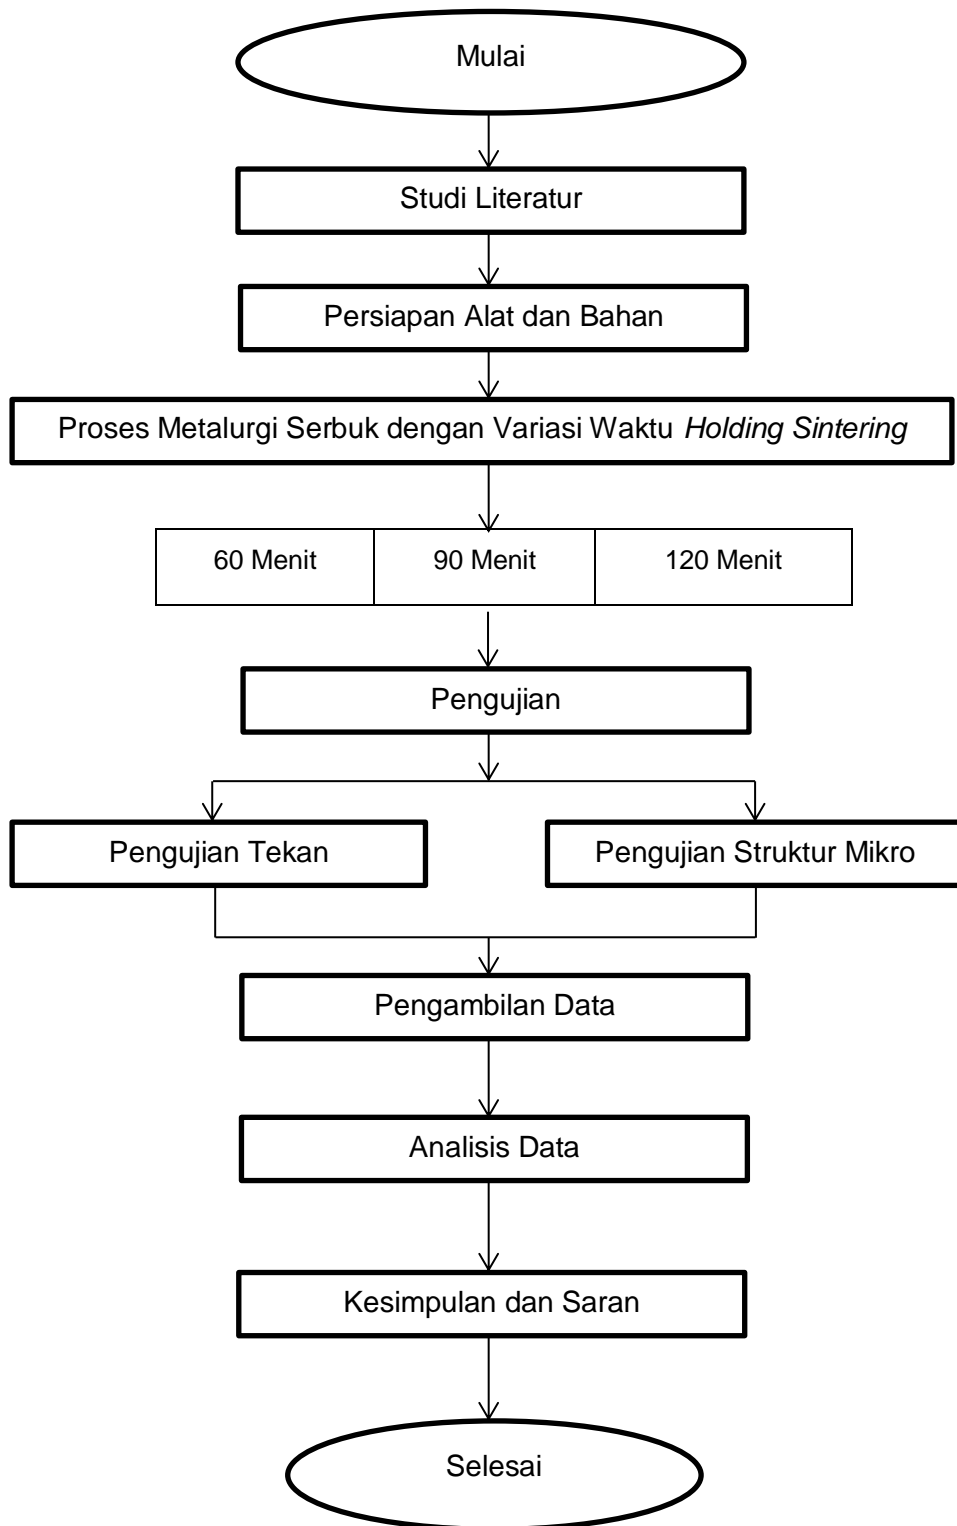 Mulai
Studi Literatur
Persiapan Alat dan Bahan
Proses Metalurgi Serbuk dengan Variasi Waktu Holding Sintering
60 Menit
90 Menit
120 Menit
Pengujian
Pengujian Tekan
Pengujian Struktur Mikro
Pengambilan Data
Analisis Data
Kesimpulan dan Saran
Selesai